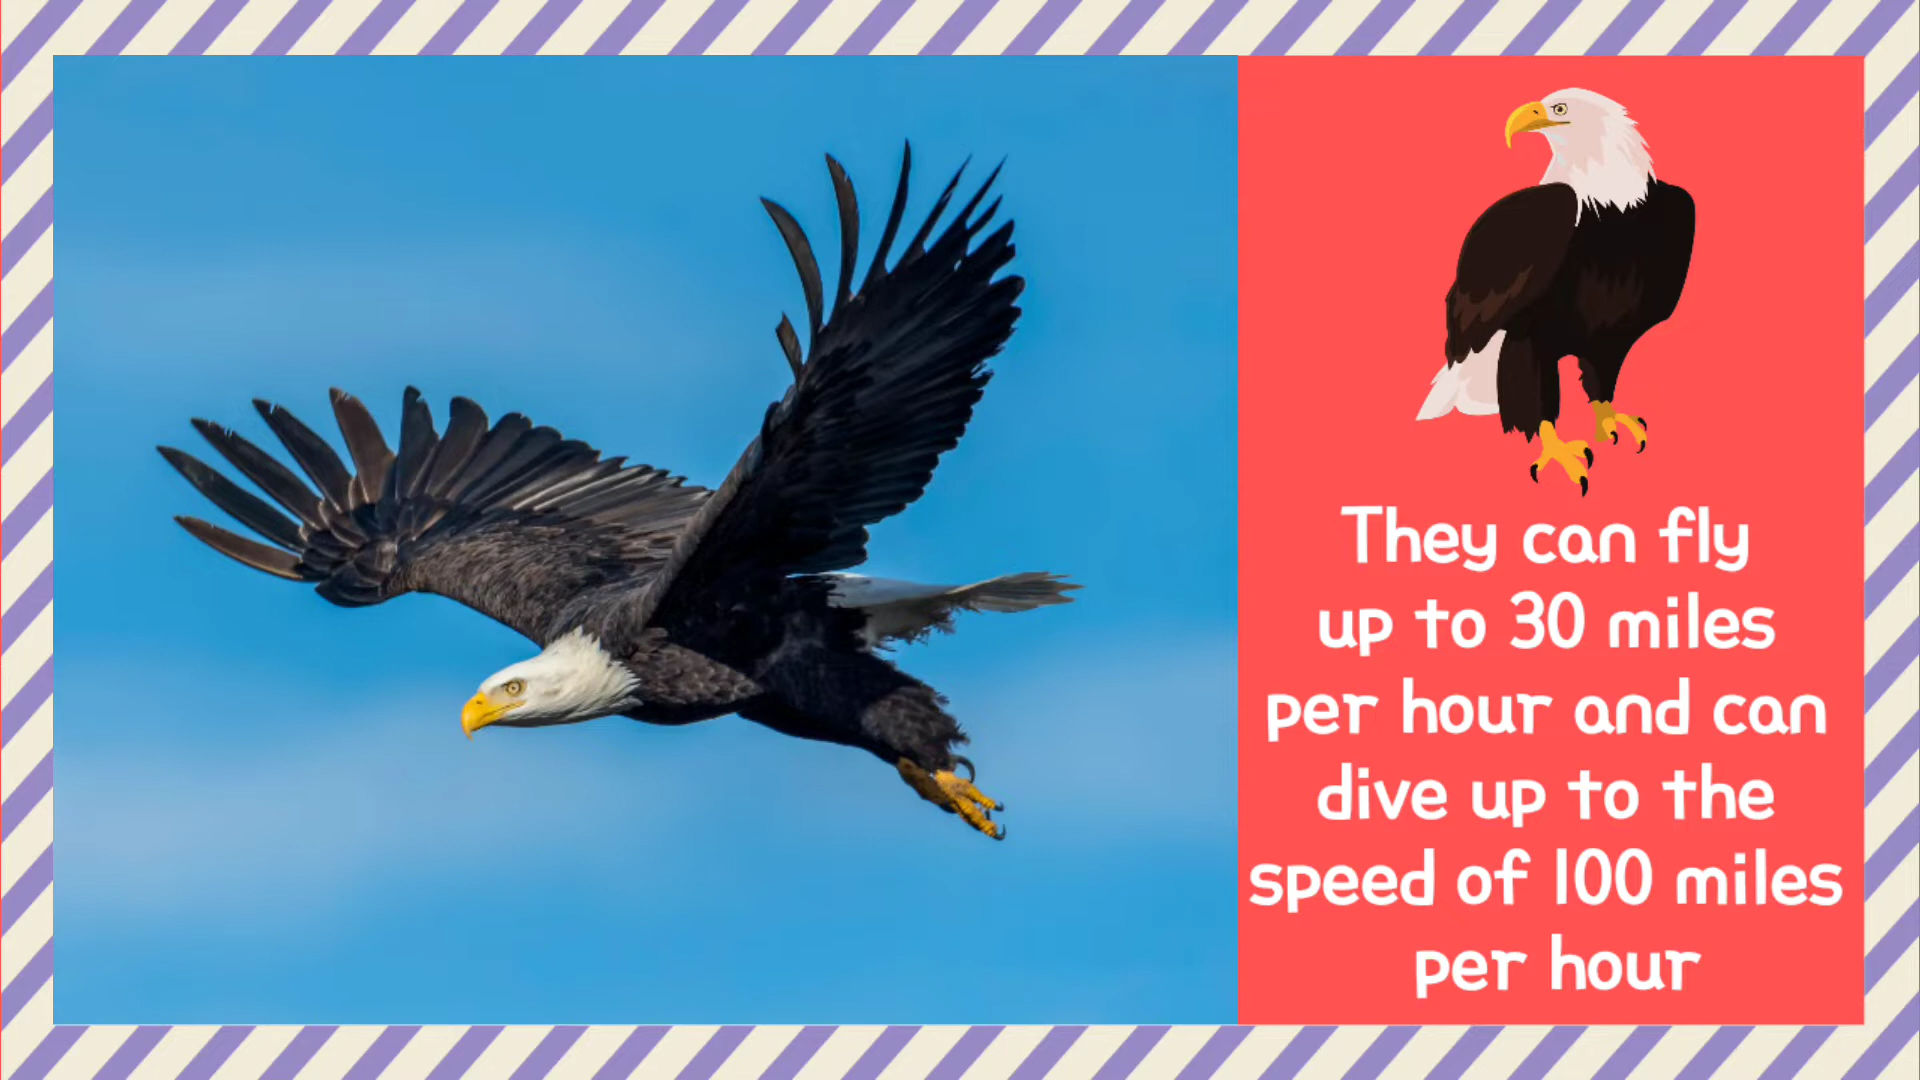 They can fly
up to 30 miles
per hour and can
dive up to the
speed of 100 miles
per hour